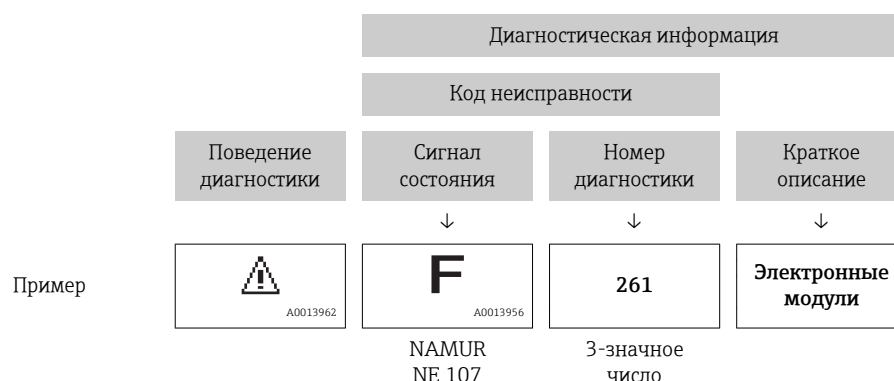 Диагностическая информация
Код неисправности
Поведение диагностики
Сигнал состояния
Номер диагностики
Краткое описание
↓ ↓ ↓
Пример
A0013962
F
A0013956
261
Электронные модули
NAMUR NE 107
3-значное число